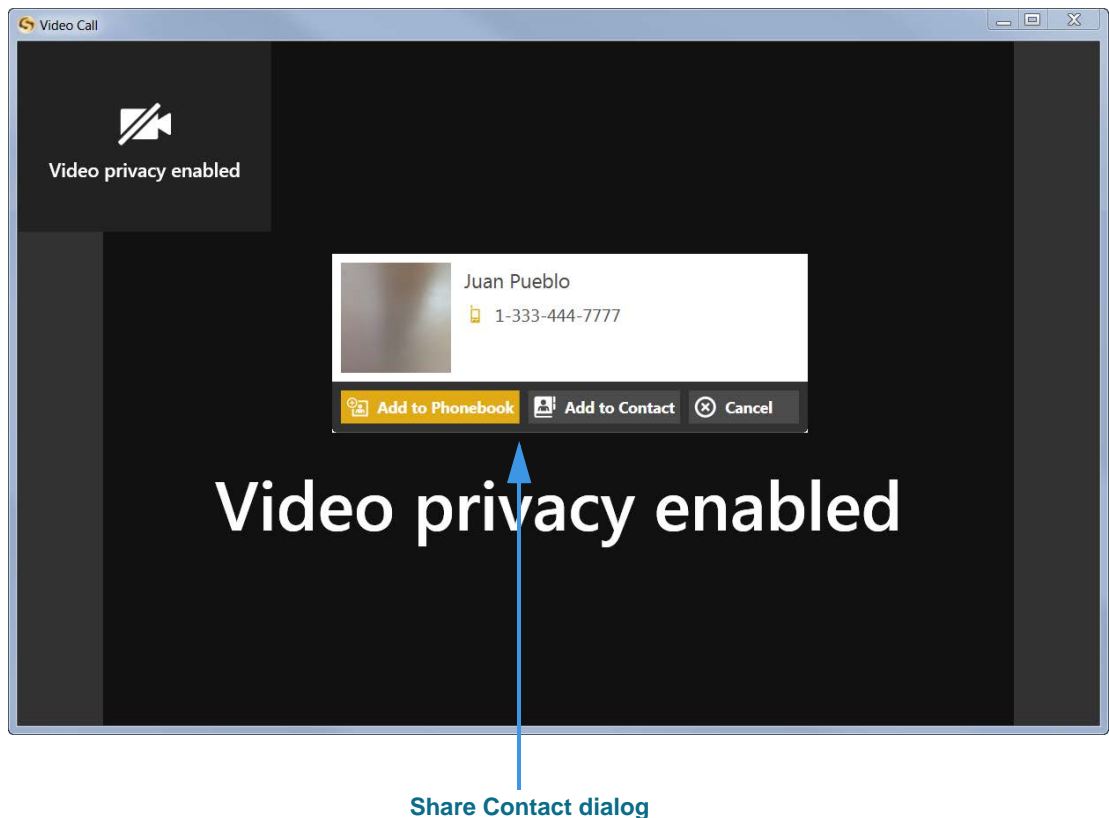 Video Call
Video privacy enabled
Juan Pueblo
1-333-444-7777
Add to Phonebook
Add to Contact
Cancel
Video privacy enabled
Share Contact dialog